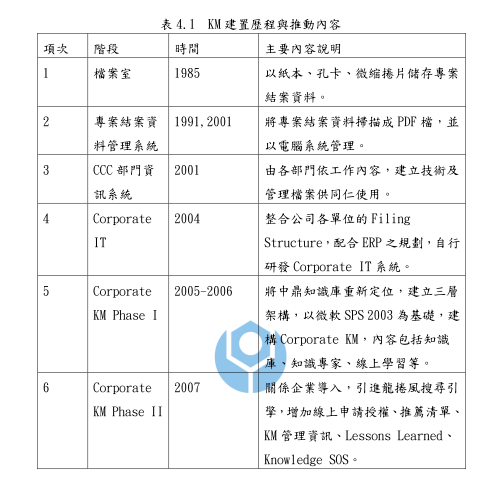 表 4.1 KM 建置歷程與推動內容
項次 階段 時間 主要內容說明
1 檔案室 1985 以紙本、孔卡、微縮捲片儲存專案
結案資料。
2 專案結案資 1991,2001 將專案結案資料掃描成 PDF 檔，並
料管理系統 以電腦系統管理。
3 CCC 部門資 2001 由各部門依工作內容，建立技術及
訊系統 管理檔案供同仁使用。
4 Corporate 2004 整合公司各單位的 Filing
IT Structure，配合 ERP 之規劃，自行
研發 Corporate IT 系統。
5 Corporate 2005-2006 將中鼎知識庫重新定位，建立三層
KM Phase I 架構，以微軟 SPS 2003 為基礎，建
構 Corporate KM，內容包括知識
庫、知識專家、線上學習等。
6 Corporate 2007 關係企業導入，引進龍捲風搜尋引
KM Phase II 擎，增加線上申請授權、推薦清單、
KM 管理資訊、Lessons Learned、
Knowledge SOS。